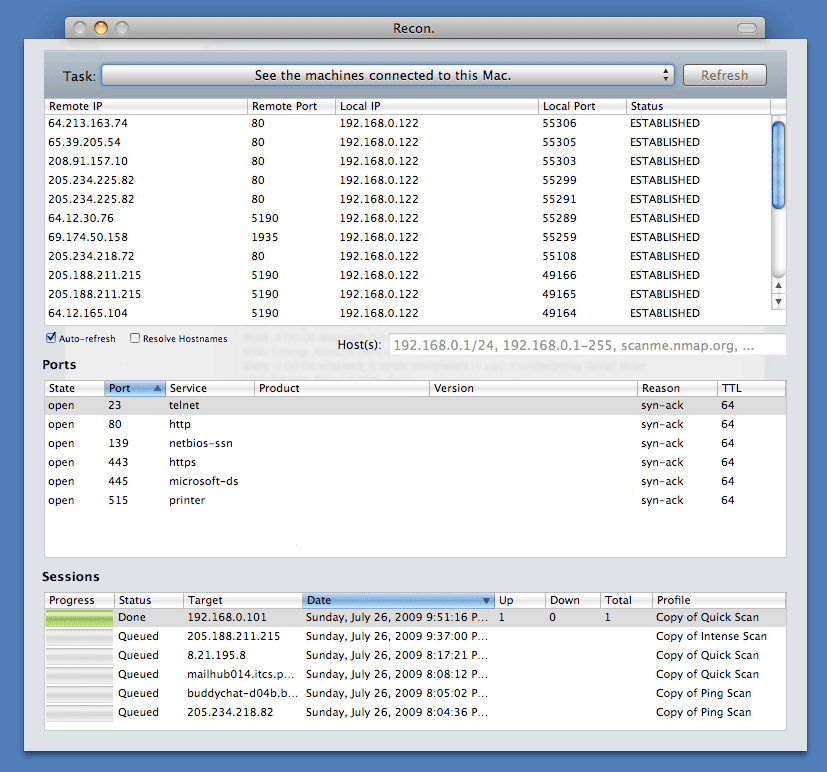 Recon.
Task: See the machines connected to this Mac. Refresh
Remote IP Remote Port Local IP Local Port Status
64.213.163.74 80 192.168.0.122 55306 ESTABLISHED
65.39.205.54 80 192.168.0.122 55305 ESTABLISHED
208.91.157.10 80 192.168.0.122 55303 ESTABLISHED
205.234.225.82 80 192.168.0.122 55299 ESTABLISHED
205.234.225.82 80 192.168.0.122 55291 ESTABLISHED
64.12.30.76 5190 192.168.0.122 55289 ESTABLISHED
69.174.50.158 1935 192.168.0.122 55259 ESTABLISHED
205.234.218.72 80 192.168.0.122 55108 ESTABLISHED
205.188.211.215 5190 192.168.0.122 49166 ESTABLISHED
205.188.211.215 5190 192.168.0.122 49165 ESTABLISHED
64.12.165.104 5190 192.168.0.122 49164 ESTABLISHED
Auto-refresh Resolve Hostnames Host(s): 192.168.0.1/24, 192.168.0.1-255, scanme.nmap.org, ...
Ports
State Port Service Product Version Reason TTL
open 23 telnet syn-ack 64
open 80 http syn-ack 64
open 139 netbios-ssn syn-ack 64
open 443 https syn-ack 64
open 445 microsoft-ds syn-ack 64
open 515 printer syn-ack 64
Sessions
Progress Status Target Date Up Down Total Profile
Done 192.168.0.101 Sunday, July 26, 2009 9:51:16 P... 1 0 1 Copy of Quick Scan
Queued 205.188.211.215 Sunday, July 26, 2009 9:37:00 P... Copy of Intense Scan
Queued 8.21.195.8 Sunday, July 26, 2009 8:17:21 P... Copy of Quick Scan
Queued mailhub014.itcs.p... Sunday, July 26, 2009 8:08:12 P... Copy of Quick Scan
Queued buddychat-d04b.b... Sunday, July 26, 2009 8:05:02 P... Copy of Ping Scan
Queued 205.234.218.82 Sunday, July 26, 2009 8:04:36 P... Copy of Ping Scan